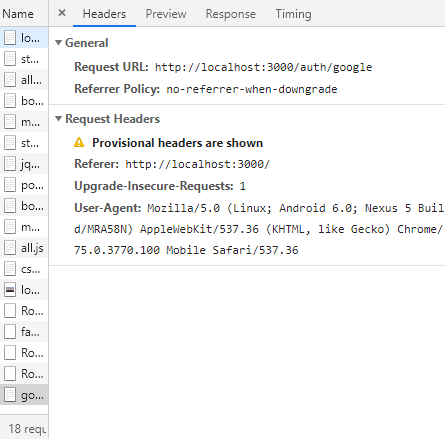 Name
× Headers Preview Response Timing
lo...
st...
all...
bo...
m...
st...
jq...
po...
bo...
m...
all.js
cs...
lo...
Ro...
fa...
Ro...
Ro...
go...
18 requ
▼ General
Request URL: http://localhost:3000/auth/google
Referrer Policy: no-referrer-when-downgrade
▼ Request Headers
Provisional headers are shown
Referer: http://localhost:3000/
Upgrade-Insecure-Requests: 1
User-Agent: Mozilla/5.0 (Linux; Android 6.0; Nexus 5 Buil
d/MRA58N) AppleWebKit/537.36 (KHTML, like Gecko) Chrome/
75.0.3770.100 Mobile Safari/537.36